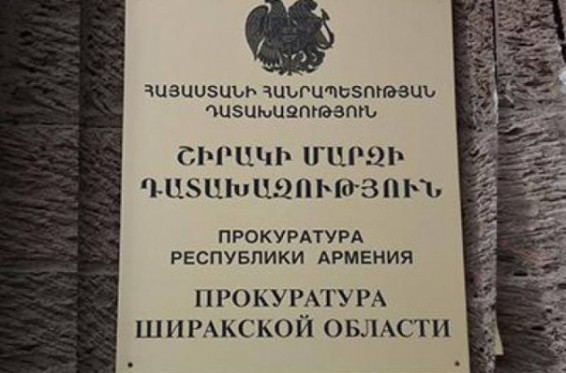 ՀԱՅԱՍՏԱՆԻ ՀԱՆՐԱՊԵՏՈՒԹՅԱՆ
ԴԱՏԱԽԱԶՈՒԹՅՈՒՆ
ՇԻՐԱԿԻ ՄԱՐԶԻ
ԴԱՏԱԽԱԶՈՒԹՅՈՒՆ
ПРОКУРАТУРА
РЕСПУБЛИКИ АРМЕНИЯ
ПРОКУРАТУРА
ШИРАКСКОЙ ОБЛАСТИ